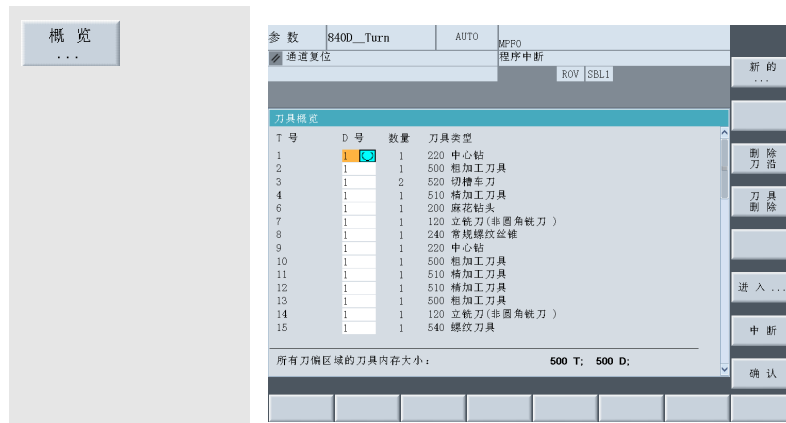 概 览
...
参 数 840D__Turn AUTO MPF0
通道复位 程序中断
ROV SBL1
刀具概览
T 号 D 号 数量 刀具类型
1 1 1 220 中心钻
2 1 1 500 粗加工刀具
3 1 2 520 切槽车刀
4 1 1 510 精加工刀具
6 1 1 200 麻花钻头
7 1 1 120 立铣刀(非圆角铣刀 )
8 1 1 240 常规螺纹丝锥
9 1 1 220 中心钻
10 1 1 500 粗加工刀具
11 1 1 510 精加工刀具
12 1 1 510 精加工刀具
13 1 1 500 粗加工刀具
14 1 1 120 立铣刀(非圆角铣刀 )
15 1 1 540 螺纹刀具
所有刀偏区域的刀具内存大小: 500 T; 500 D;
新 的
...
删 除
刀 沿
刀 具
删 除
进 入 ...
中 断
确 认